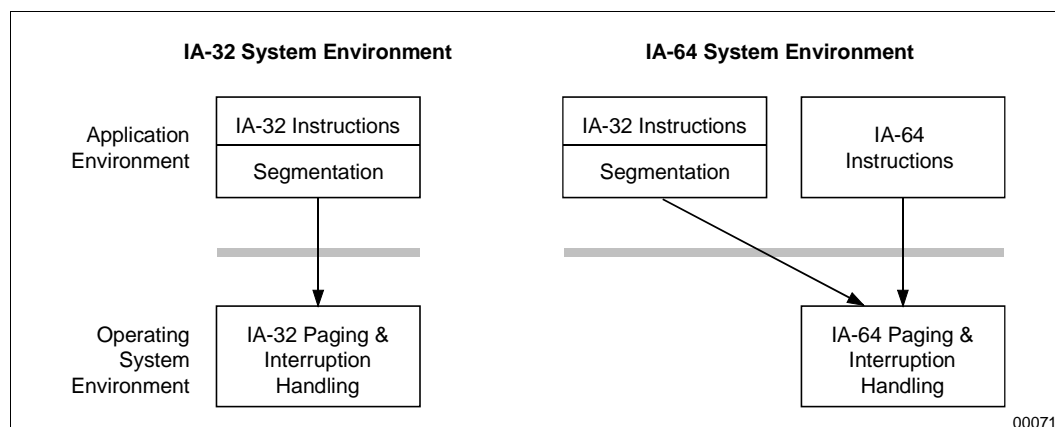 IA-32 System Environment
IA-64 System Environment
Application
Environment
IA-32 Instructions
Segmentation
IA-32 Instructions
Segmentation
IA-64
Instructions
Operating
System
Environment
IA-32 Paging &
Interruption
Handling
IA-64 Paging &
Interruption
Handling
00071